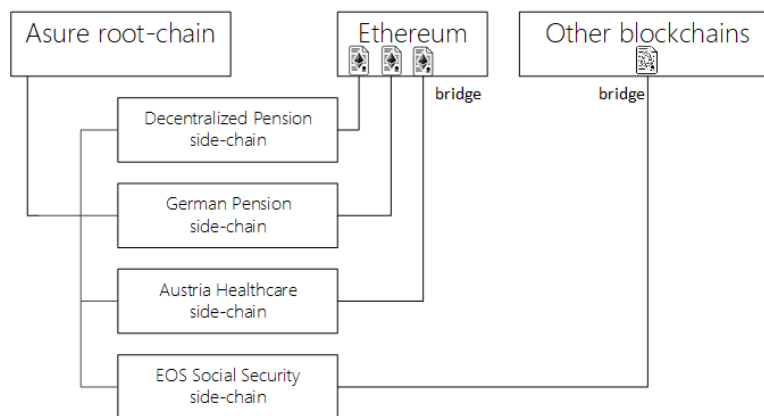 Asure root-chain
Ethereum
Other blockchains
bridge
bridge
Decentralized Pension
side-chain
German Pension
side-chain
Austria Healthcare
side-chain
EOS Social Security
side-chain